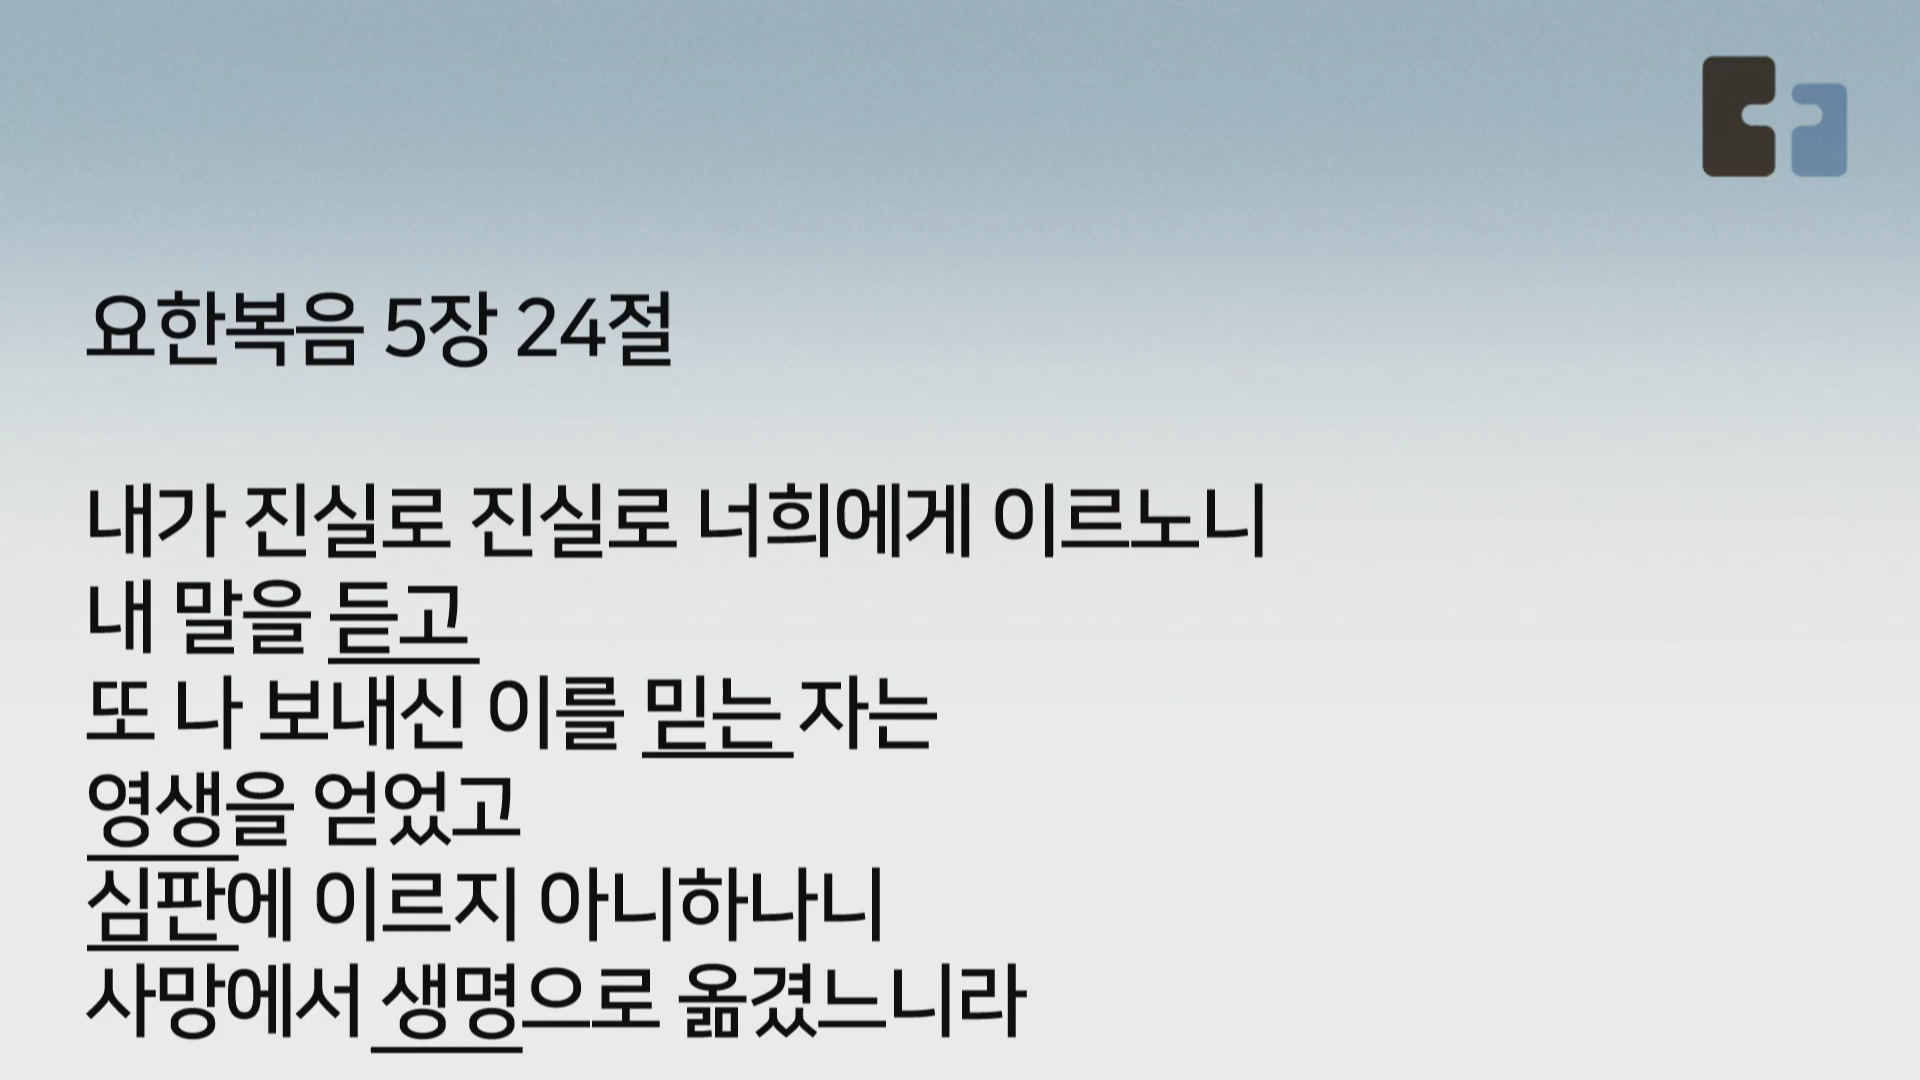 요한복음 5장 24절
내가 진실로 진실로 너희에게 이르노니
내 말을 듣고
또 나 보내신 이를 믿는 자는
영생을 얻었고
심판에 이르지 아니하나니
사망에서 생명으로 옮겼느니라